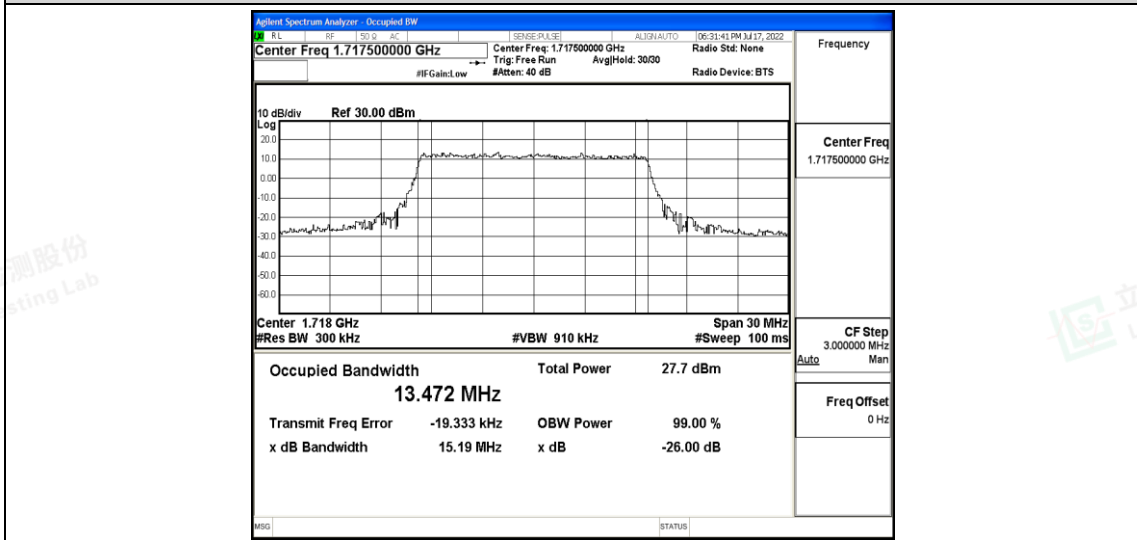 Agilent Spectrum Analyzer - Occupied BW
RL RF 50 Ω AC SENSE:PULSE ALIGN AUTO 06:31:41 PM Jul 17, 2022
Center Freq 1.717500000 GHz
Center Freq: 1.717500000 GHz
Radio Std: None
Trig: Free Run Avg|Hold: 30/30
#IFGain:Low #Atten: 40 dB Radio Device: BTS
Frequency
10 dB/div Ref 30.00 dBm
Log
20.0
10.0
0.00
-10.0
-20.0
-30.0
-40.0
-50.0
-60.0
Center 1.718 GHz Span 30 MHz
#Res BW 300 kHz #VBW 910 kHz #Sweep 100 ms
Center Freq
1.717500000 GHz
CF Step
3.000000 MHz
Auto Man
Freq Offset
0 Hz
Occupied Bandwidth Total Power 27.7 dBm
13.472 MHz
Transmit Freq Error -19.333 kHz OBW Power 99.00 %
x dB Bandwidth 15.19 MHz x dB -26.00 dB
MSG STATUS
测股份
sting Lab
立